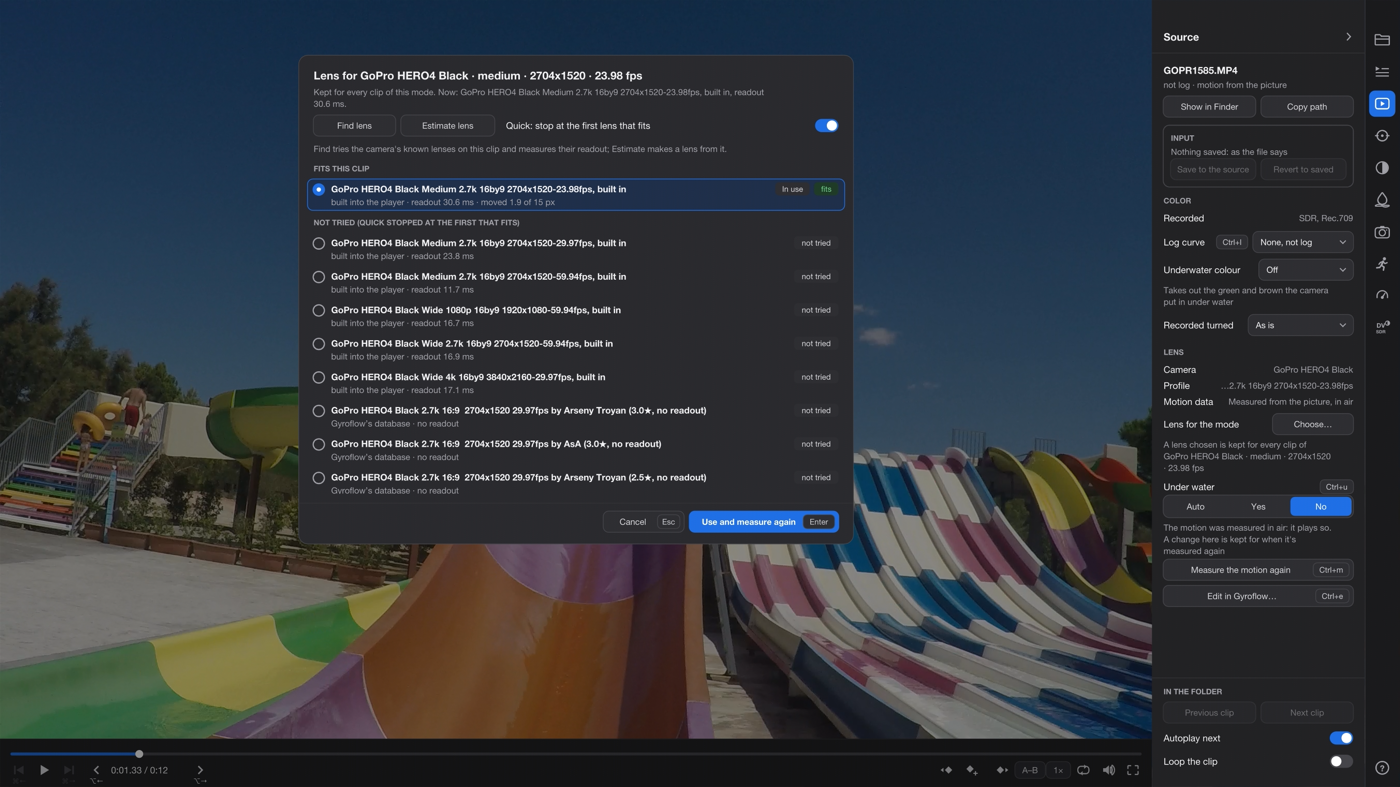 Lens for GoPro HERO4 Black · medium · 2704x1520 · 23.98 fps
Kept for every clip of this mode. Now: GoPro HERO4 Black Medium 2.7k 16by9 2704x1520-23.98fps, built in, readout
30.6 ms.
Find lens
Estimate lens
Quick: stop at the first lens that fits
Find tries the camera's known lenses on this clip and measures their readout; Estimate makes a lens from it.
FITS THIS CLIP
GoPro HERO4 Black Medium 2.7k 16by9 2704x1520-23.98fps, built in
In use
fits
built into the player · readout 30.6 ms · moved 1.9 of 15 px
NOT TRIED (QUICK STOPPED AT THE FIRST THAT FITS)
GoPro HERO4 Black Medium 2.7k 16by9 2704x1520-29.97fps, built in
not tried
built into the player · readout 23.8 ms
GoPro HERO4 Black Medium 2.7k 16by9 2704x1520-59.94fps, built in
not tried
built into the player · readout 11.7 ms
GoPro HERO4 Black Wide 1080p 16by9 1920x1080-59.94fps, built in
not tried
built into the player · readout 16.7 ms
GoPro HERO4 Black Wide 2.7k 16by9 2704x1520-59.94fps, built in
not tried
built into the player · readout 16.9 ms
GoPro HERO4 Black Wide 4k 16by9 3840x2160-29.97fps, built in
not tried
built into the player · readout 17.1 ms
GoPro HERO4 Black 2.7k 16:9 2704x1520 29.97fps by Arseny Troyan (3.0★, no readout)
not tried
Gyroflow's database · no readout
GoPro HERO4 Black 2.7k 16:9 2704x1520 29.97fps by AsA (3.0★, no readout)
not tried
Gyroflow's database · no readout
GoPro HERO4 Black 2.7k 16:9 2704x1520 29.97fps by Arseny Troyan (2.5★, no readout)
not tried
Gyroflow's database · no readout
Cancel
Esc
Use and measure again
Enter
0:01.33 / 0:12
A–B
1×
Source
GOPR1585.MP4
not log · motion from the picture
Show in Finder
Copy path
INPUT
Nothing saved: as the file says
Save to the source
Revert to saved
COLOR
Recorded
SDR, Rec.709
Log curve
Ctrl+l
None, not log
Underwater colour
Off
Takes out the green and brown the camera
put in under water
Recorded turned
As is
LENS
Camera
GoPro HERO4 Black
Profile
…2.7k 16by9 2704x1520-23.98fps
Motion data
Measured from the picture, in air
Lens for the mode
Choose…
A lens chosen is kept for every clip of
GoPro HERO4 Black · medium · 2704x1520
· 23.98 fps
Under water
Ctrl+u
Auto
Yes
No
The motion was measured in air: it plays so.
A change here is kept for when it's
measured again
Measure the motion again
Ctrl+m
Edit in Gyroflow…
Ctrl+e
IN THE FOLDER
Previous clip
Next clip
Autoplay next
Loop the clip
DV
SDR